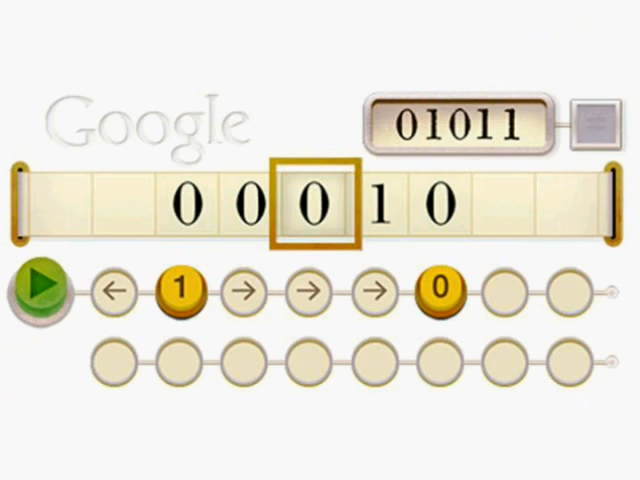 Google
01011
0 0 0 1 0
← 1 → → → 0